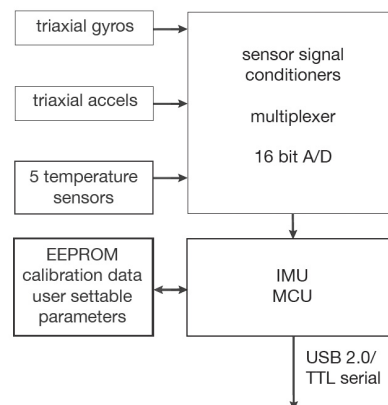 triaxial gyros
triaxial accels
5 temperature
sensors
sensor signal
conditioners
multiplexer
16 bit A/D
EEPROM
calibration data
user settable
parameters
IMU
MCU
USB 2.0/
TTL serial